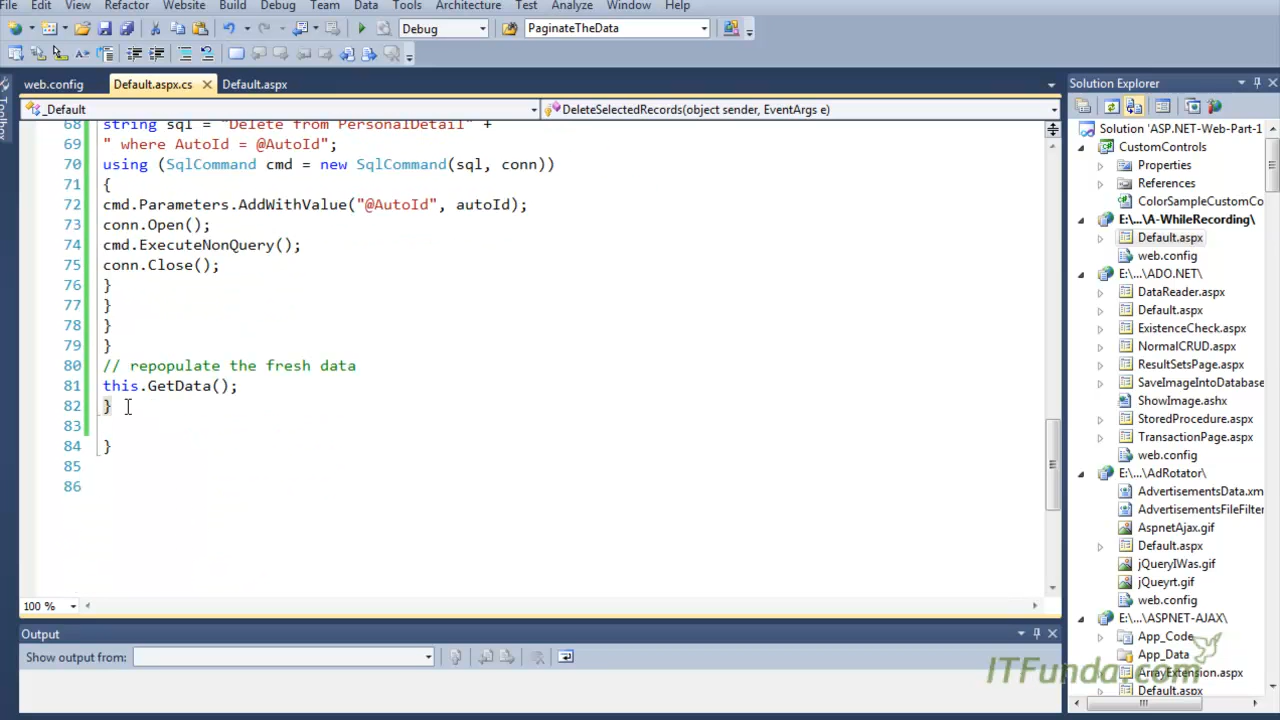 File Edit View Refactor Website Build Debug Team Data Tools Architecture Test Analyze Window Help
Debug PaginateTheData
web.config Default.aspx.cs Default.aspx
_Default DeleteSelectedRecords(object sender, EventArgs e)
68 string sql = "Delete from PersonalDetail" +
69 " where AutoId = @AutoId";
70 using (SqlCommand cmd = new SqlCommand(sql, conn))
71 {
72 cmd.Parameters.AddWithValue("@AutoId", autoId);
73 conn.Open();
74 cmd.ExecuteNonQuery();
75 conn.Close();
76 }
77 }
78 }
79 }
80 // repopulate the fresh data
81 this.GetData();
82 }
83
84 }
85
86
100 %
Output
Show output from:
Toolbox
Solution Explorer
Solution 'ASP.NET-Web-Part-1
CustomControls
Properties
References
ColorSampleCustomCo
E:\...\A-WhileRecording\
Default.aspx
web.config
E:\...\ADO.NET\
DataReader.aspx
Default.aspx
ExistenceCheck.aspx
NormalCRUD.aspx
ResultSetsPage.aspx
SaveImageIntoDatabase
ShowImage.ashx
StoredProcedure.aspx
TransactionPage.aspx
web.config
E:\...\AdRotator\
AdvertisementsData.xm
AdvertisementsFileFilter
AspnetAjax.gif
Default.aspx
jQueryIWas.gif
jQueyrt.gif
web.config
E:\...\ASPNET-AJAX\
App_Code
App_Data
ArrayExtension.aspx
Default.aspx
ITFunda.com